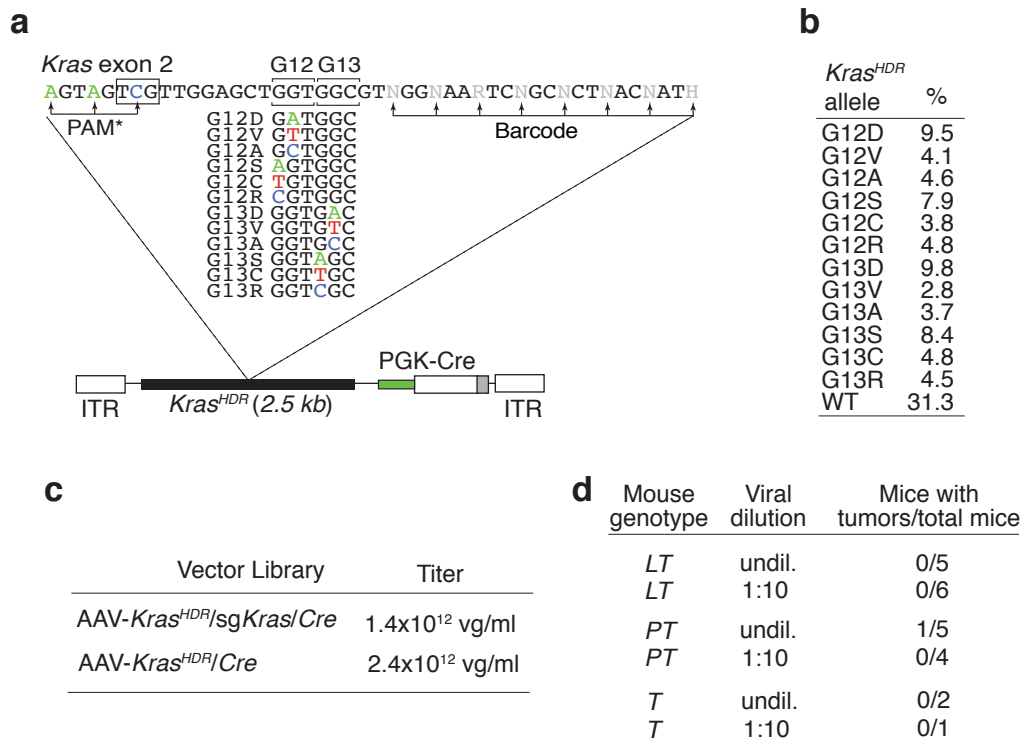 a
Kras exon 2 G12 G13
AGTAGTCGTTGGAGCTGGTGGCGTNGGNAARTCNGCNCTNACNATH
PAM* Barcode
G12D GATGGC
G12V GTTGGC
G12A GCTGGC
G12S AGTGGC
G12C TGTGGC
G12R CGTGGC
G13D GGTGAC
G13V GGTGTC
G13A GGTGCC
G13S GGTAGC
G13C GGTTGC
G13R GGTCGC
PGK-Cre
ITR Kras^HDR (2.5 kb) ITR
b
Kras^HDR
allele %
G12D 9.5
G12V 4.1
G12A 4.6
G12S 7.9
G12C 3.8
G12R 4.8
G13D 9.8
G13V 2.8
G13A 3.7
G13S 8.4
G13C 4.8
G13R 4.5
WT 31.3
c
Vector Library Titer
AAV-Kras^HDR/sgKras/Cre 1.4x10^12 vg/ml
AAV-Kras^HDR/Cre 2.4x10^12 vg/ml
d
Mouse Viral Mice with
genotype dilution tumors/total mice
LT undil. 0/5
LT 1:10 0/6
PT undil. 1/5
PT 1:10 0/4
T undil. 0/2
T 1:10 0/1